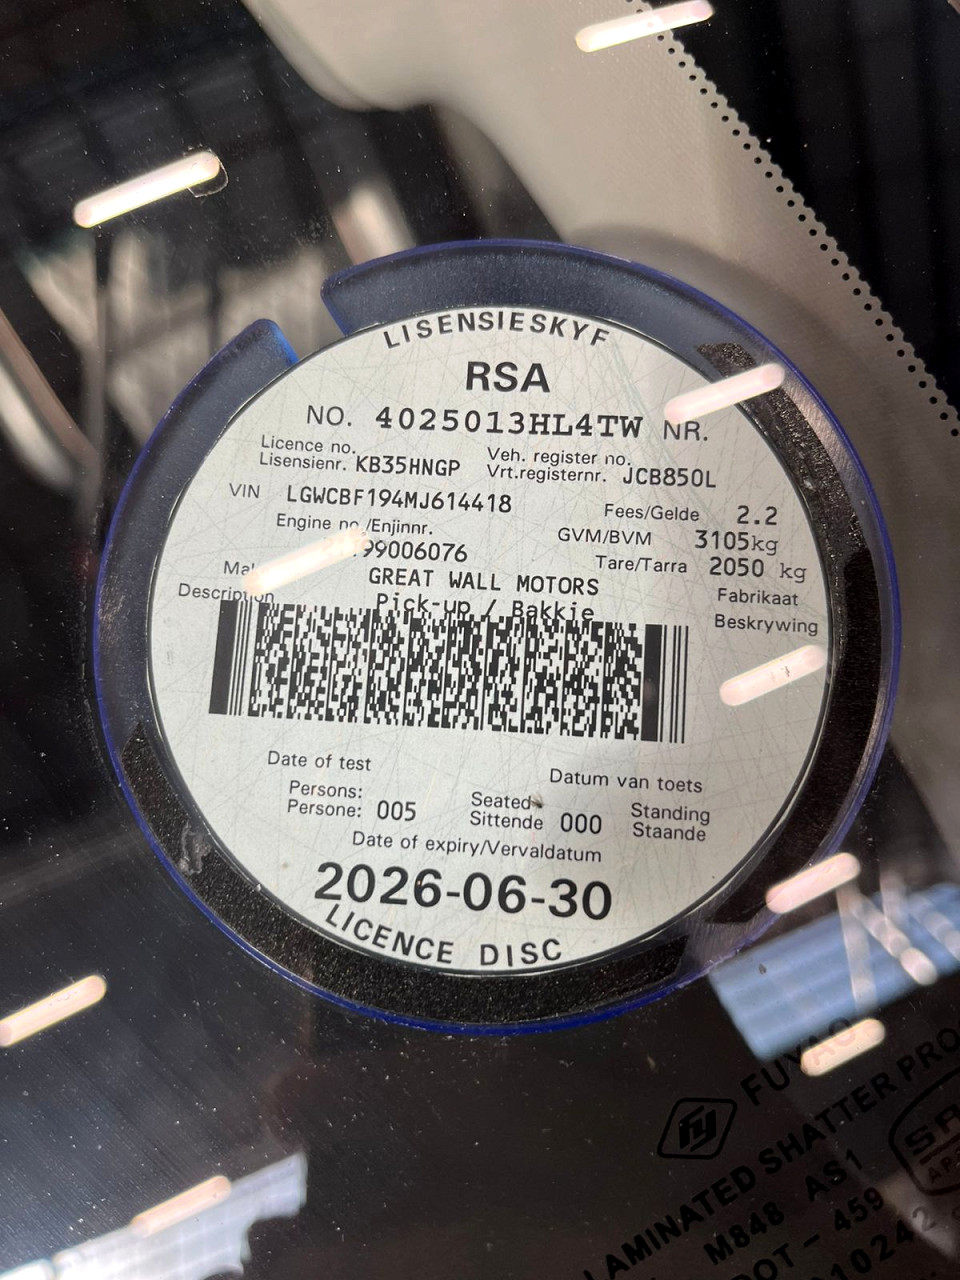 LISENSIESKYF
RSA
NO. 4025013HL4TW NR.
Licence no. Veh. register no.
Lisensienr. KB35HNGP Vrt.registernr. JCB850L
VIN LGWCBF194MJ614418 Fees/Gelde 2.2
Engine no./Enjinnr. GVM/BVM 3105kg
99006076 Tare/Tarra 2050 kg
GREAT WALL MOTORS Fabrikaat
Description Pick-up / Bakkie Beskrywing
Date of test Datum van toets
Persons: Seated Standing
Persone: 005 Sittende 000 Staande
Date of expiry/Vervaldatum
2026-06-30
LICENCE DISC
FUYAO
fy
LAMINATED SHATTER
M848 AS1
DOT - 459